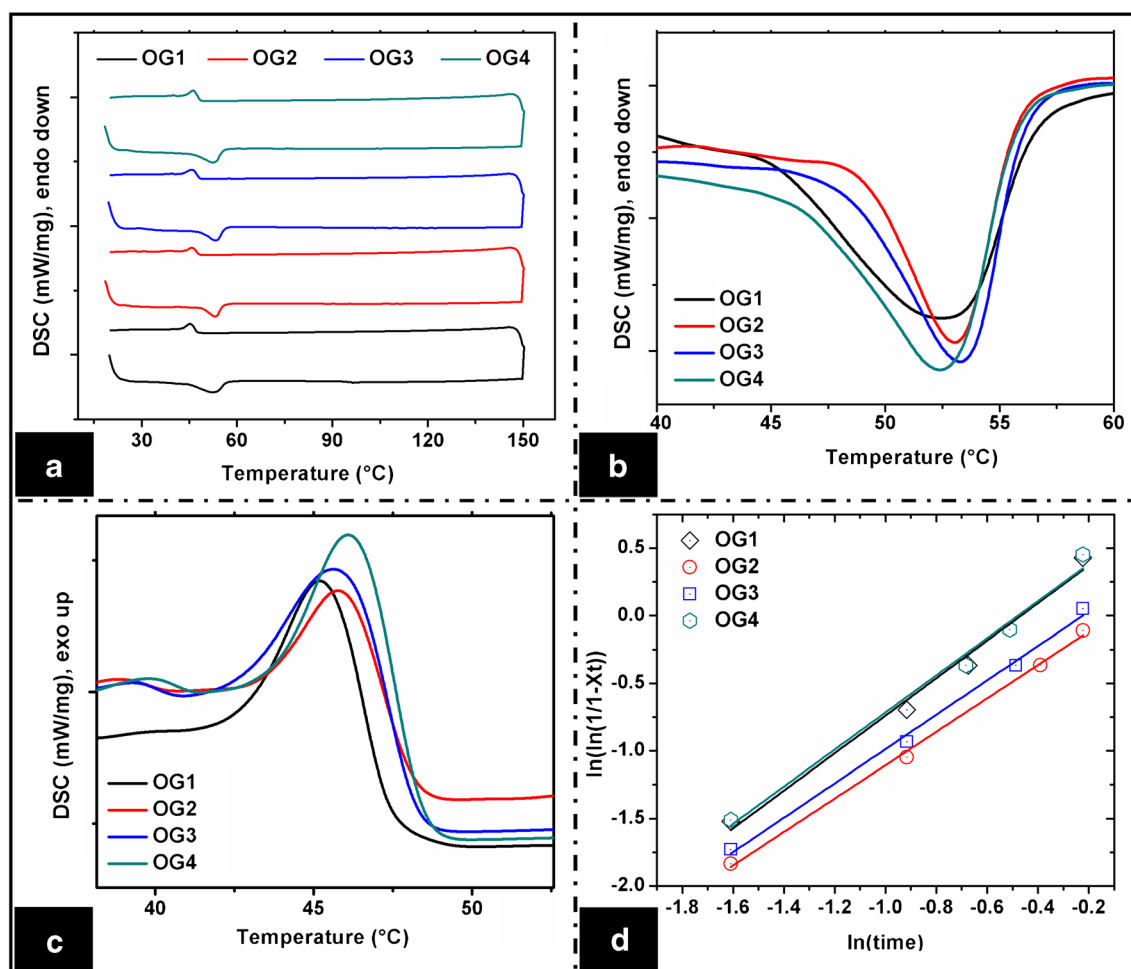 OG1 OG2 OG3 OG4
DSC (mW/mg), endo down
30 60 90 120 150
Temperature (°C)
a
DSC (mW/mg), endo down
OG1
OG2
OG3
OG4
40 45 50 55 60
Temperature (°C)
b
DSC (mW/mg), exo up
OG1
OG2
OG3
OG4
40 45 50
Temperature (°C)
c
OG1
OG2
OG3
OG4
ln(ln(1/1-Xt))
0.5
0.0
-0.5
-1.0
-1.5
-2.0
-1.8 -1.6 -1.4 -1.2 -1.0 -0.8 -0.6 -0.4 -0.2
ln(time)
d